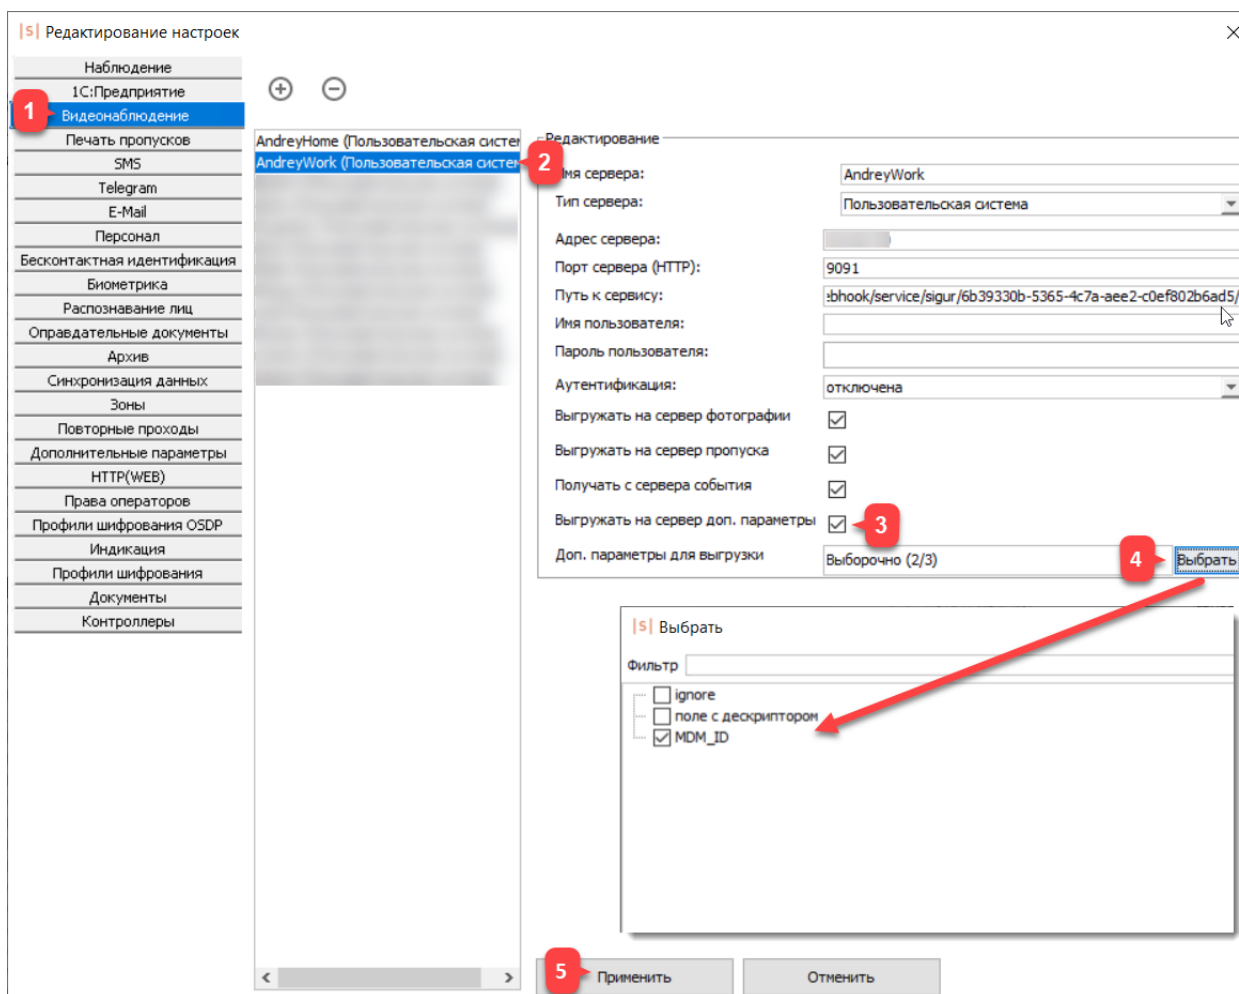 |S| Редактирование настроек
Наблюдение
1С:Предприятие
1
Видеонаблюдение
Печать пропусков
SMS
Telegram
E-Mail
Персонал
Бесконтактная идентификация
Биометрика
Распознавание лиц
Оправдательные документы
Архив
Синхронизация данных
Зоны
Повторные проходы
Дополнительные параметры
HTTP(WEB)
Права операторов
Профили шифрования OSDP
Индикация
Профили шифрования
Документы
Контроллеры
AndreyHome (Пользовательская систем
AndreyWork (Пользовательская систем
2
Редактирование
мя сервера:
AndreyWork
Тип сервера:
Пользовательская система
Адрес сервера:
Порт сервера (HTTP):
9091
Путь к сервису:
bhook/service/sigur/6b39330b-5365-4c7a-aee2-c0ef802b6ad5/
Имя пользователя:
Пароль пользователя:
Аутентификация:
отключена
Выгружать на сервер фотографии
Выгружать на сервер пропуска
Получать с сервера события
Выгружать на сервер доп. параметры
3
Доп. параметры для выгрузки
Выборочно (2/3)
4
Выбрать
|S| Выбрать
Фильтр
ignore
поле с дескриптором
MDM_ID
5
Применить
Отменить